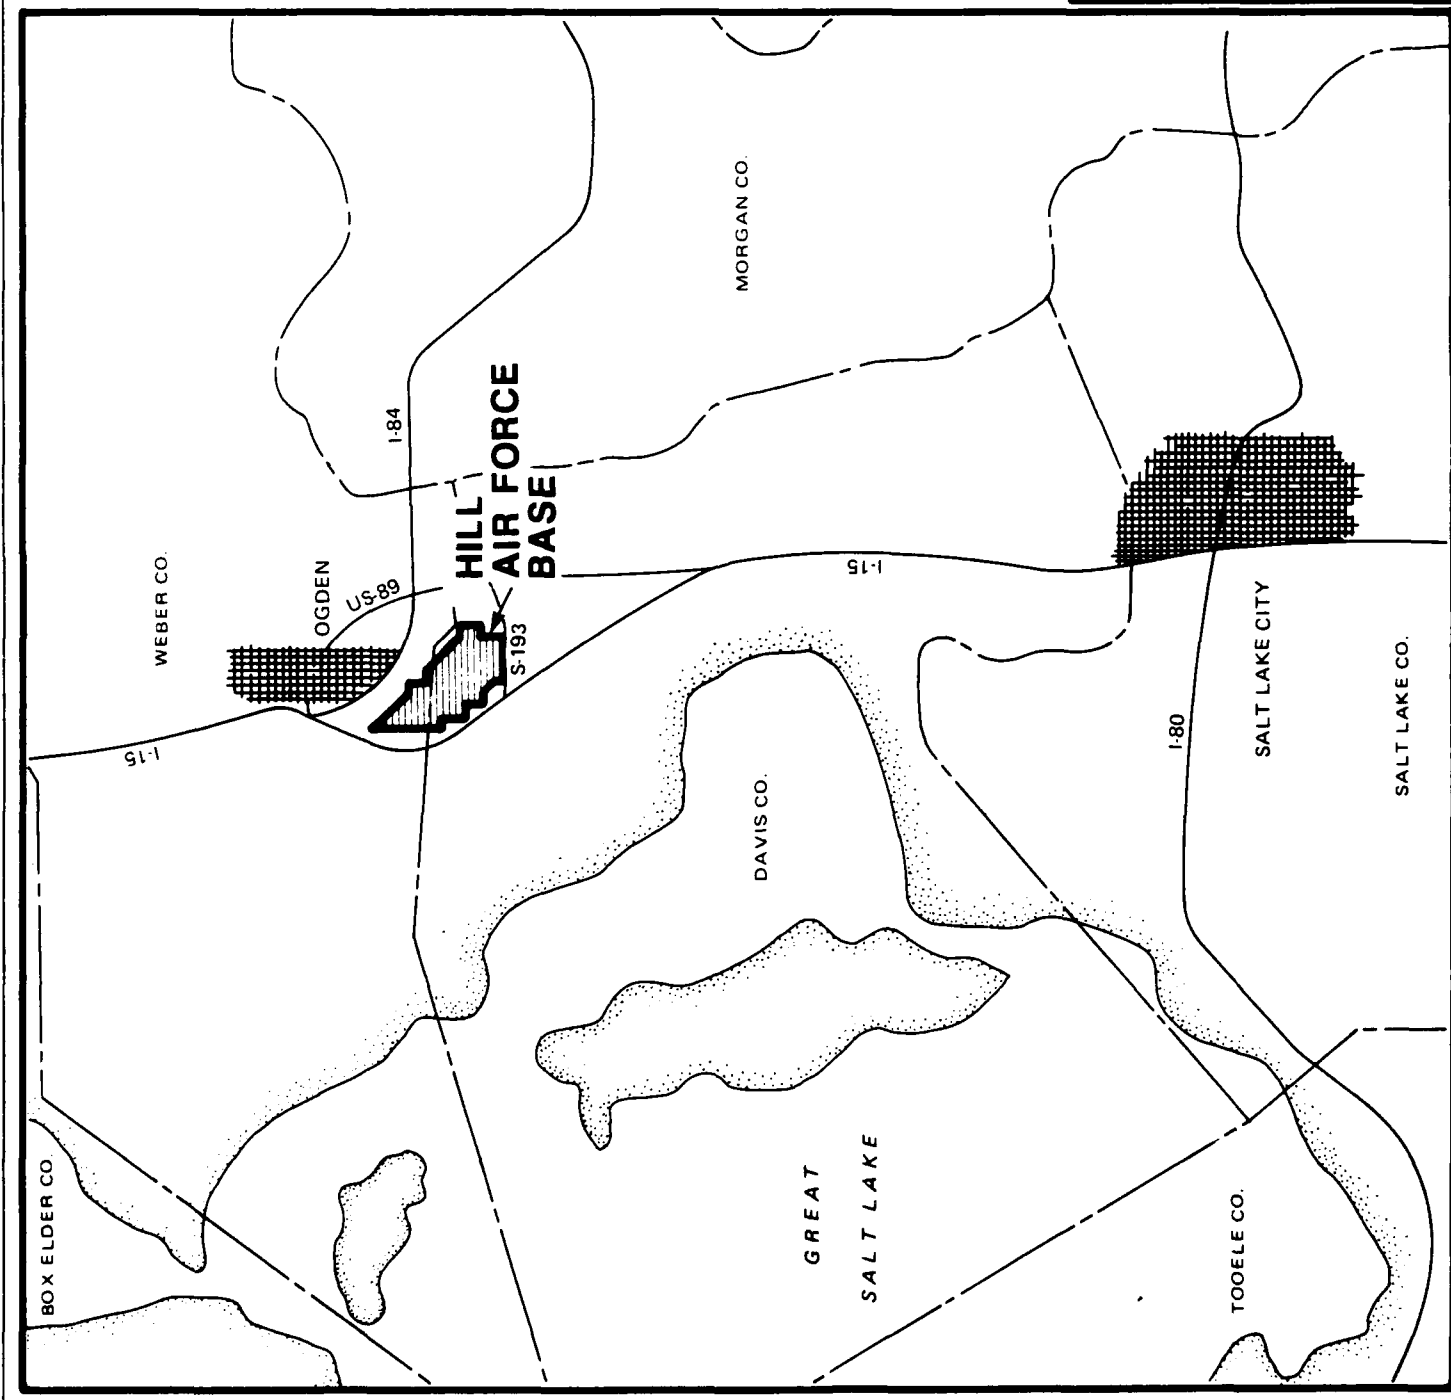 BOX ELDER CO.
WEBER CO.
I-15
OGDEN
US-89
I-84
HILL
AIR FORCE
BASE
S-193
MORGAN CO.
DAVIS CO.
I-15
GREAT
SALT LAKE
I-80
SALT LAKE CITY
SALT LAKE CO.
TOOELE CO.